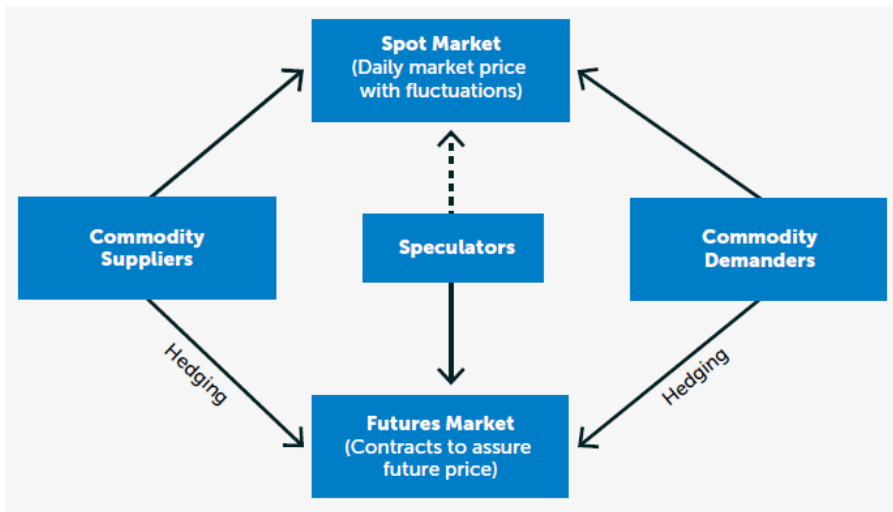 Spot Market
(Daily market price
with fluctuations)
Commodity
Suppliers
Speculators
Commodity
Demanders
Hedging
Hedging
Futures Market
(Contracts to assure
future price)